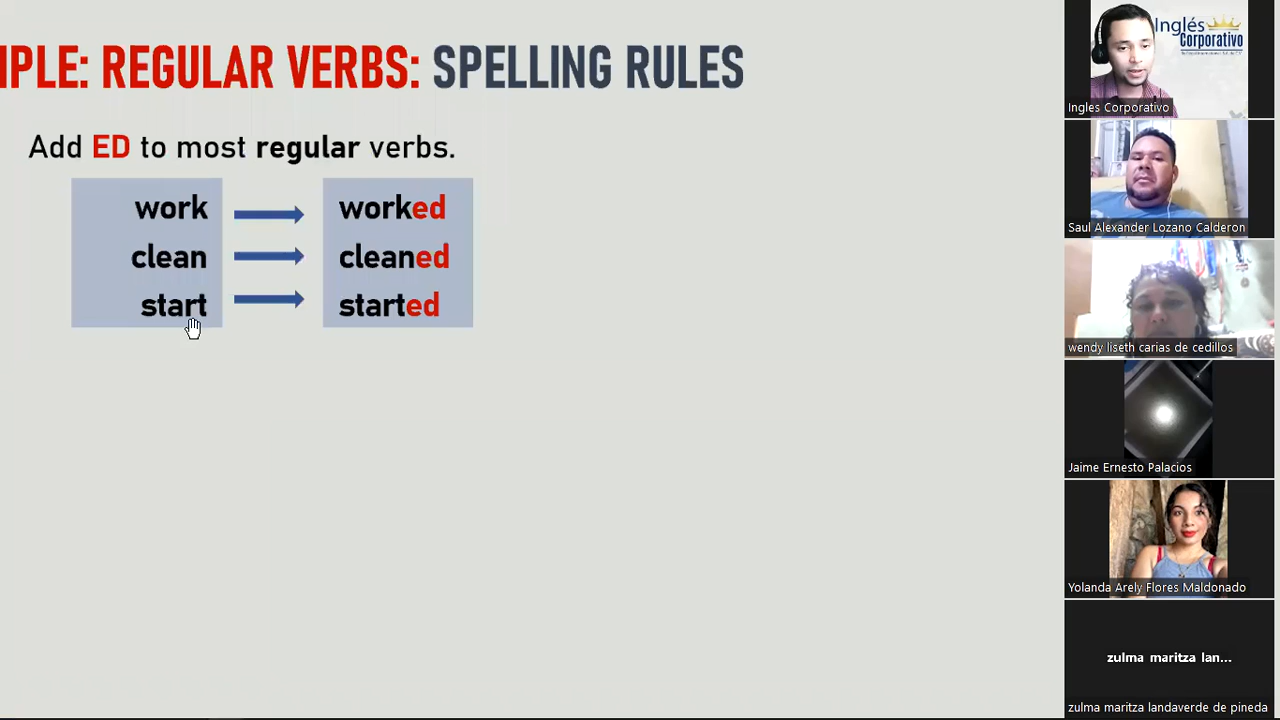 IPLE: REGULAR VERBS: SPELLING RULES
Add ED to most regular verbs.
work worked
clean cleaned
start started
Inglés
Corporativo
Ingles Corporativo
Saul Alexander Lozano Calderon
wendy liseth carias de cedillos
Jaime Ernesto Palacios
Yolanda Arely Flores Maldonado
zulma maritza lan...
zulma maritza landaverde de pineda